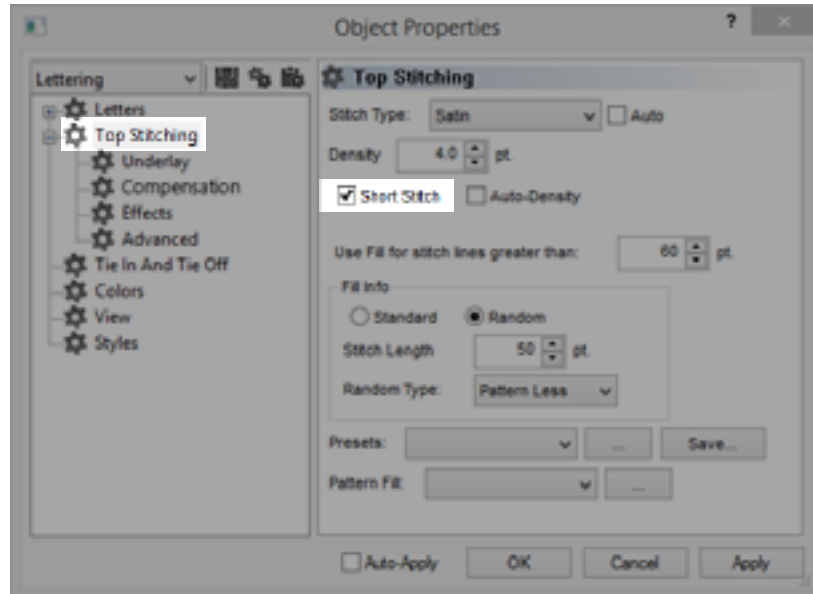 Object Properties
?
Lettering
Letters
Top Stitching
Underlay
Compensation
Effects
Advanced
Tie In And Tie Off
Colors
View
Styles
Top Stitching
Stitch Type: Satin Auto
Density 4.0 pt.
Short Stitch Auto-Density
Use Fill for stitch lines greater than: 60 pt.
Fill Info
Standard Random
Stitch Length 50 pt.
Random Type: Pattern Less
Presets: ... Save...
Pattern Fill: ...
Auto-Apply OK Cancel Apply